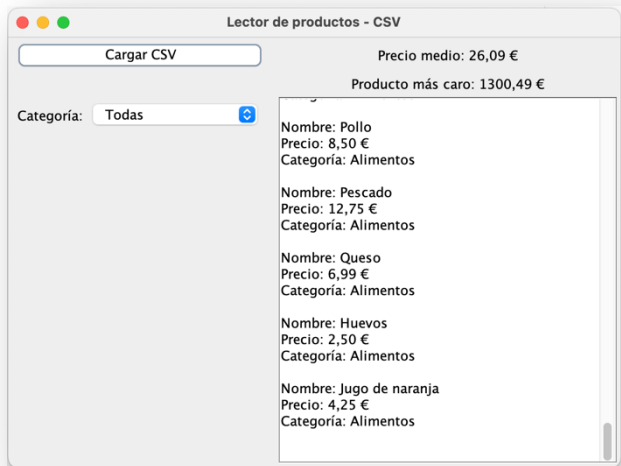 Lector de productos - CSV
Cargar CSV
Precio medio: 26,09 €
Producto más caro: 1300,49 €
Categoría:
Todas
Nombre: Pollo
Precio: 8,50 €
Categoría: Alimentos
Nombre: Pescado
Precio: 12,75 €
Categoría: Alimentos
Nombre: Queso
Precio: 6,99 €
Categoría: Alimentos
Nombre: Huevos
Precio: 2,50 €
Categoría: Alimentos
Nombre: Jugo de naranja
Precio: 4,25 €
Categoría: Alimentos